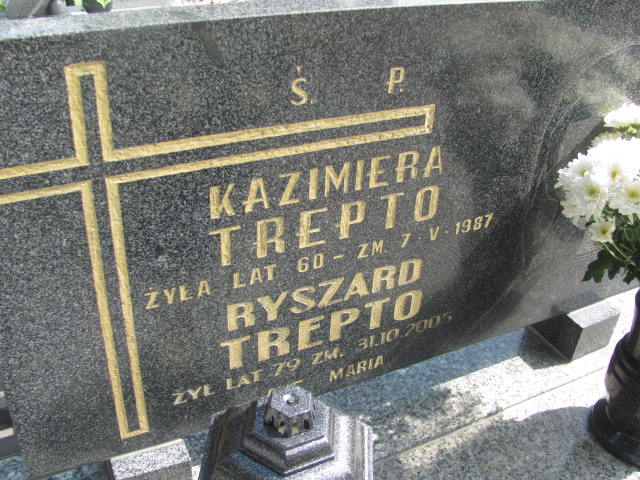 Ś. P.
KAZIMIERA
TREPTO
ŻYŁA LAT 60 - ZM 7·V·1987
RYSZARD
TREPTO
ŻYŁ LAT 79 ZM. 31.10.2005
MARIA